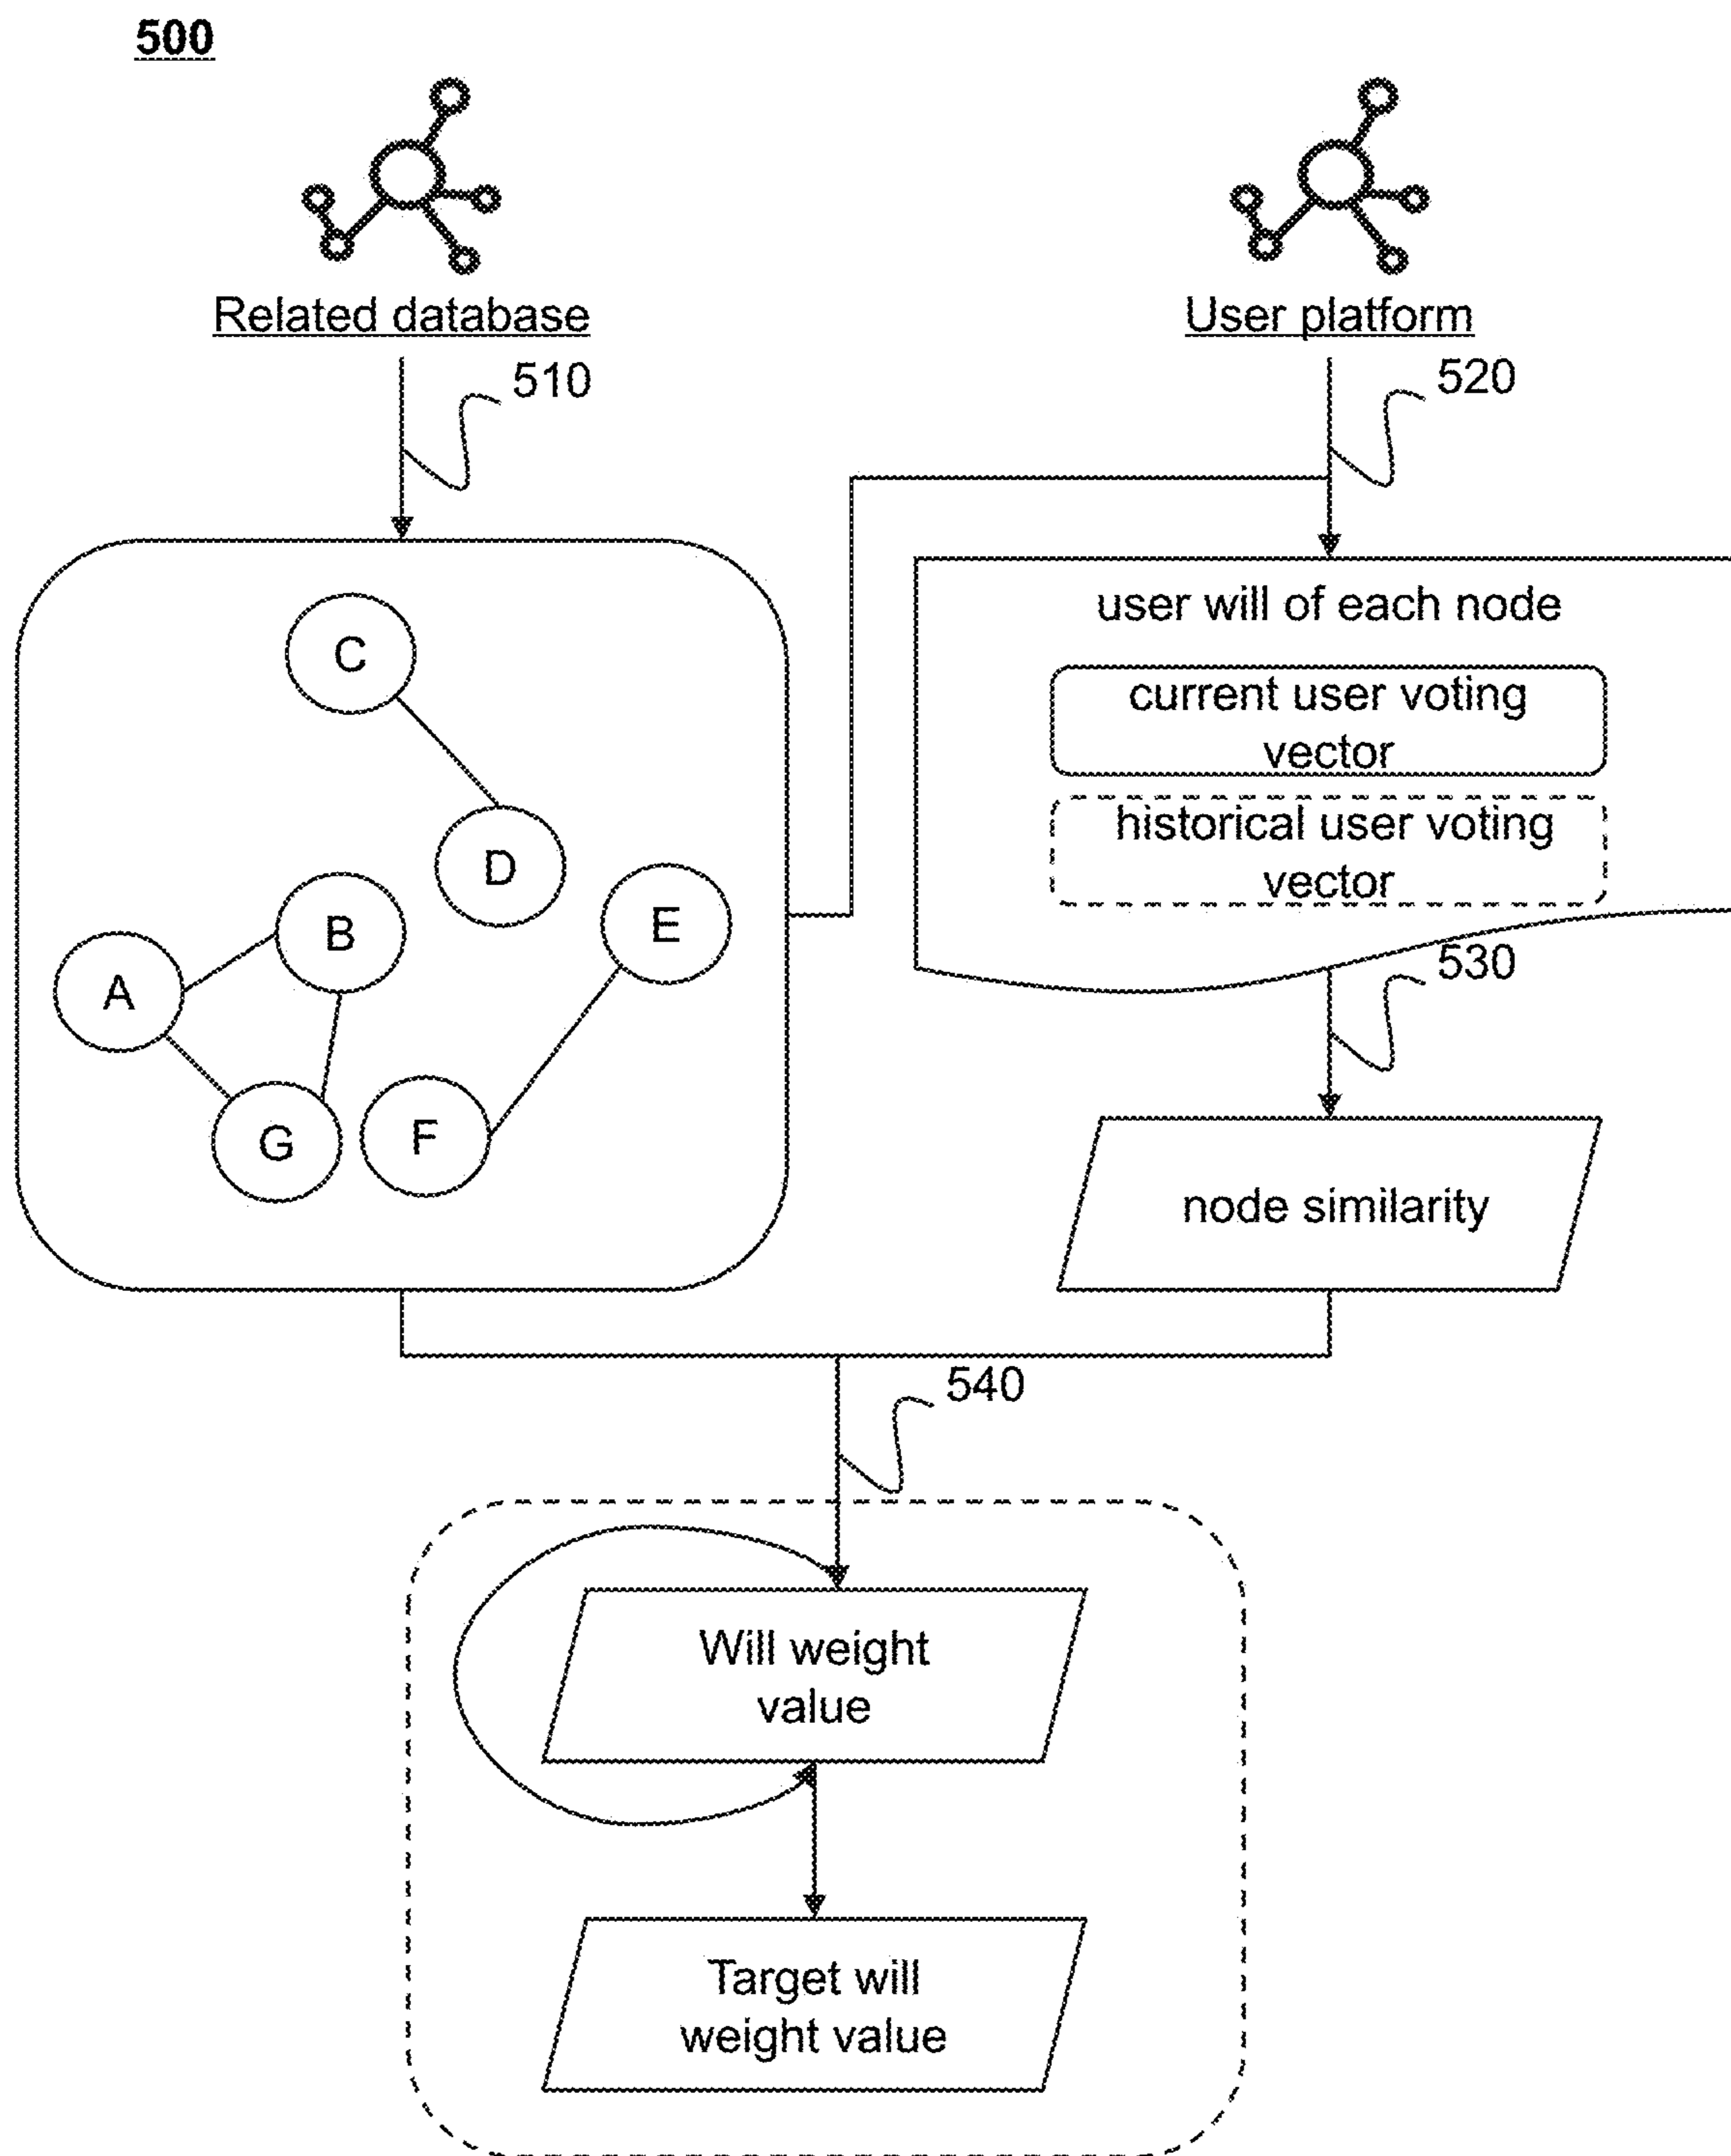 500
Related database
User platform
510
520
user will of each node
current user voting
vector
historical user voting
vector
C
D
B
E
A
G
F
530
node similarity
540
Will weight
value
Target will
weight value